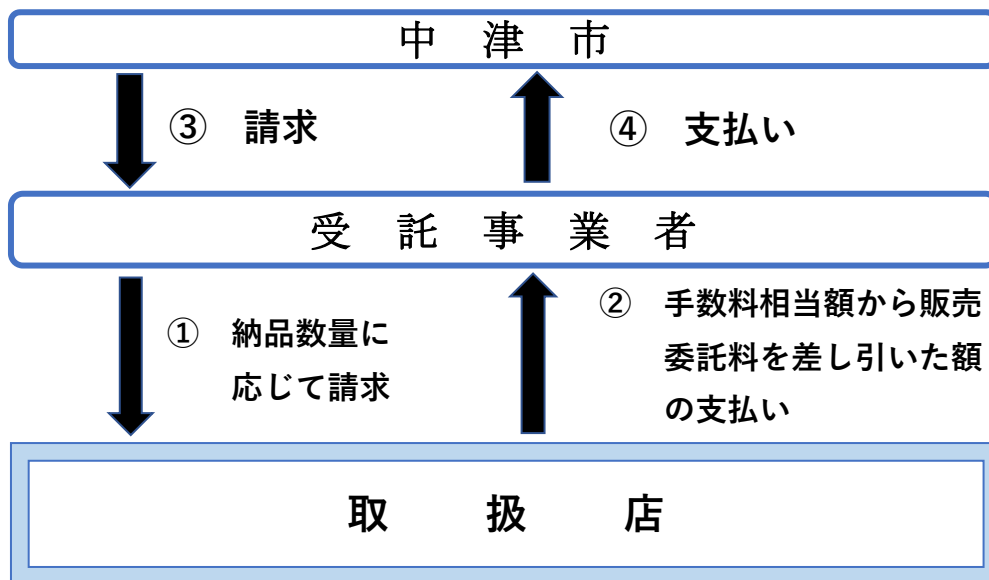 中津市
③ 請求
④ 支払い
受託事業者
① 納品数量に
応じて請求
② 手数料相当額から販売
委託料を差し引いた額
の支払い
取扱店